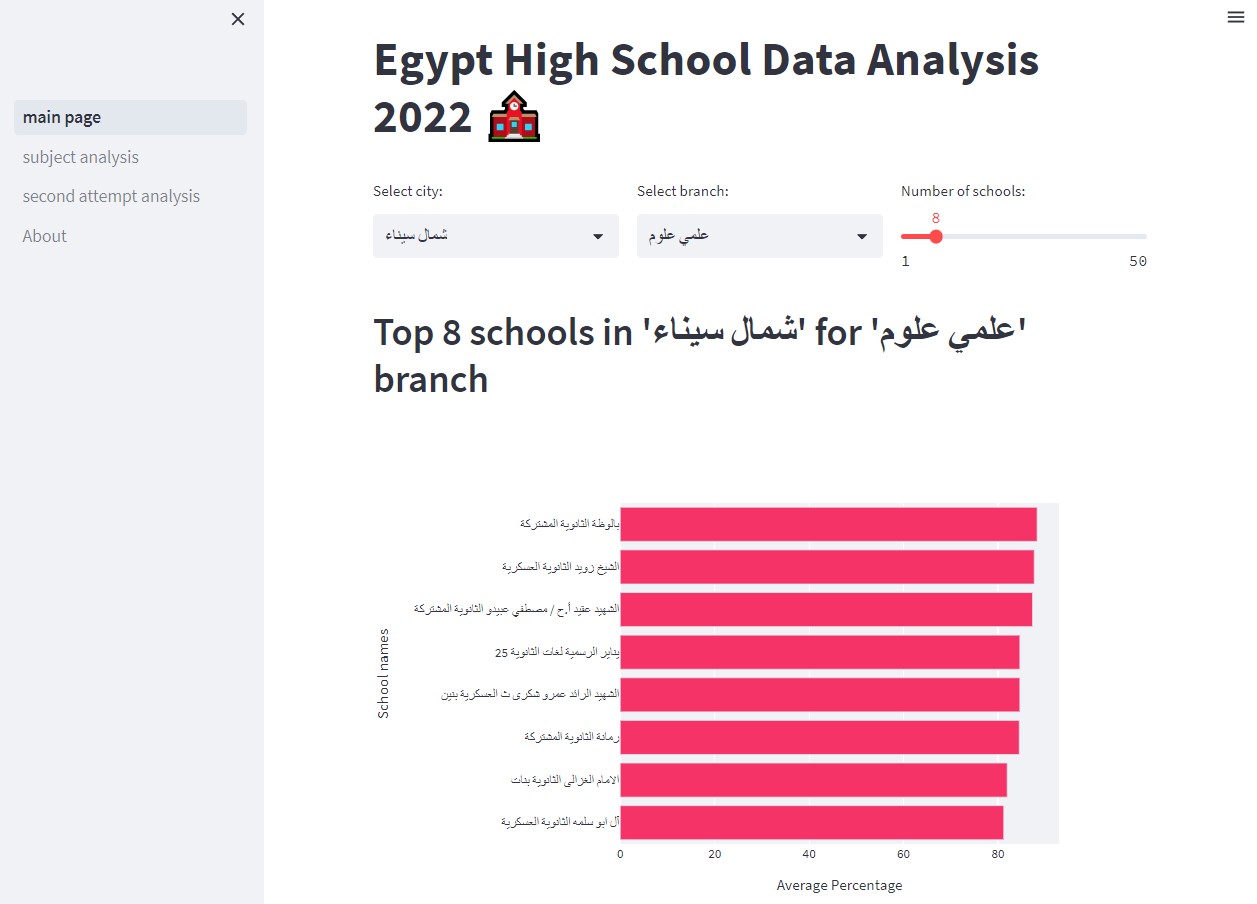 main page
subject analysis
second attempt analysis
About
Egypt High School Data Analysis
2022
Select city:
شمال سيناء
Select branch:
علمي علوم
Number of schools:
8
1
50
Top 8 schools in 'شمال سيناء' for 'علمي علوم'
branch
School names
بالوظة الثانوية المشتركة
الشيخ زويد الثانوية العسكرية
الشهيد عقيد أ.ح / مصطفي عبيدو الثانوية المشتركة
يناير الرسمية لغات الثانوية 25
الشهيد الرائد عمرو شكرى ث العسكرية بنين
رمانة الثانوية المشتركة
الامام الغزالى الثانوية بنات
آل ابو سلمه الثانوية العسكرية
0 20 40 60 80
Average Percentage